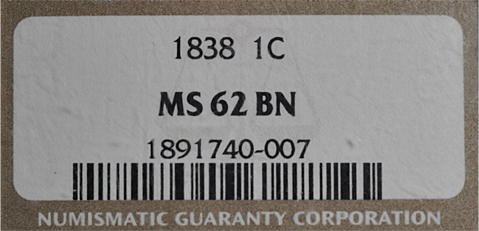 1838 1C
MS 62 BN
1891740-007
NUMISMATIC GUARANTY CORPORATION